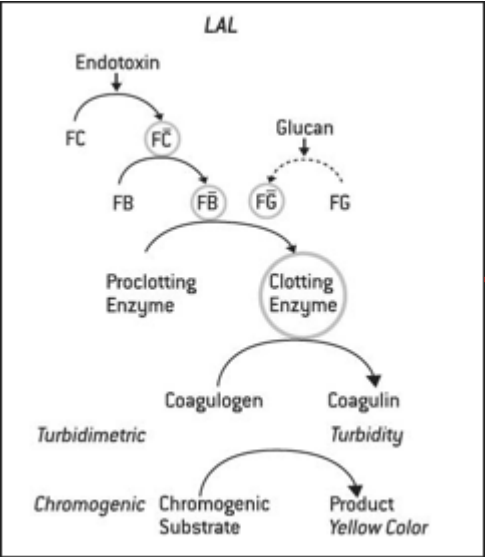 LAL
Endotoxin
FC
FC̅
Glucan
FB
FB̅
FG̅
FG
Proclotting
Enzyme
Clotting
Enzyme
Coagulogen
Coagulin
Turbidimetric
Turbidity
Chromogenic
Chromogenic
Substrate
Product
Yellow Color